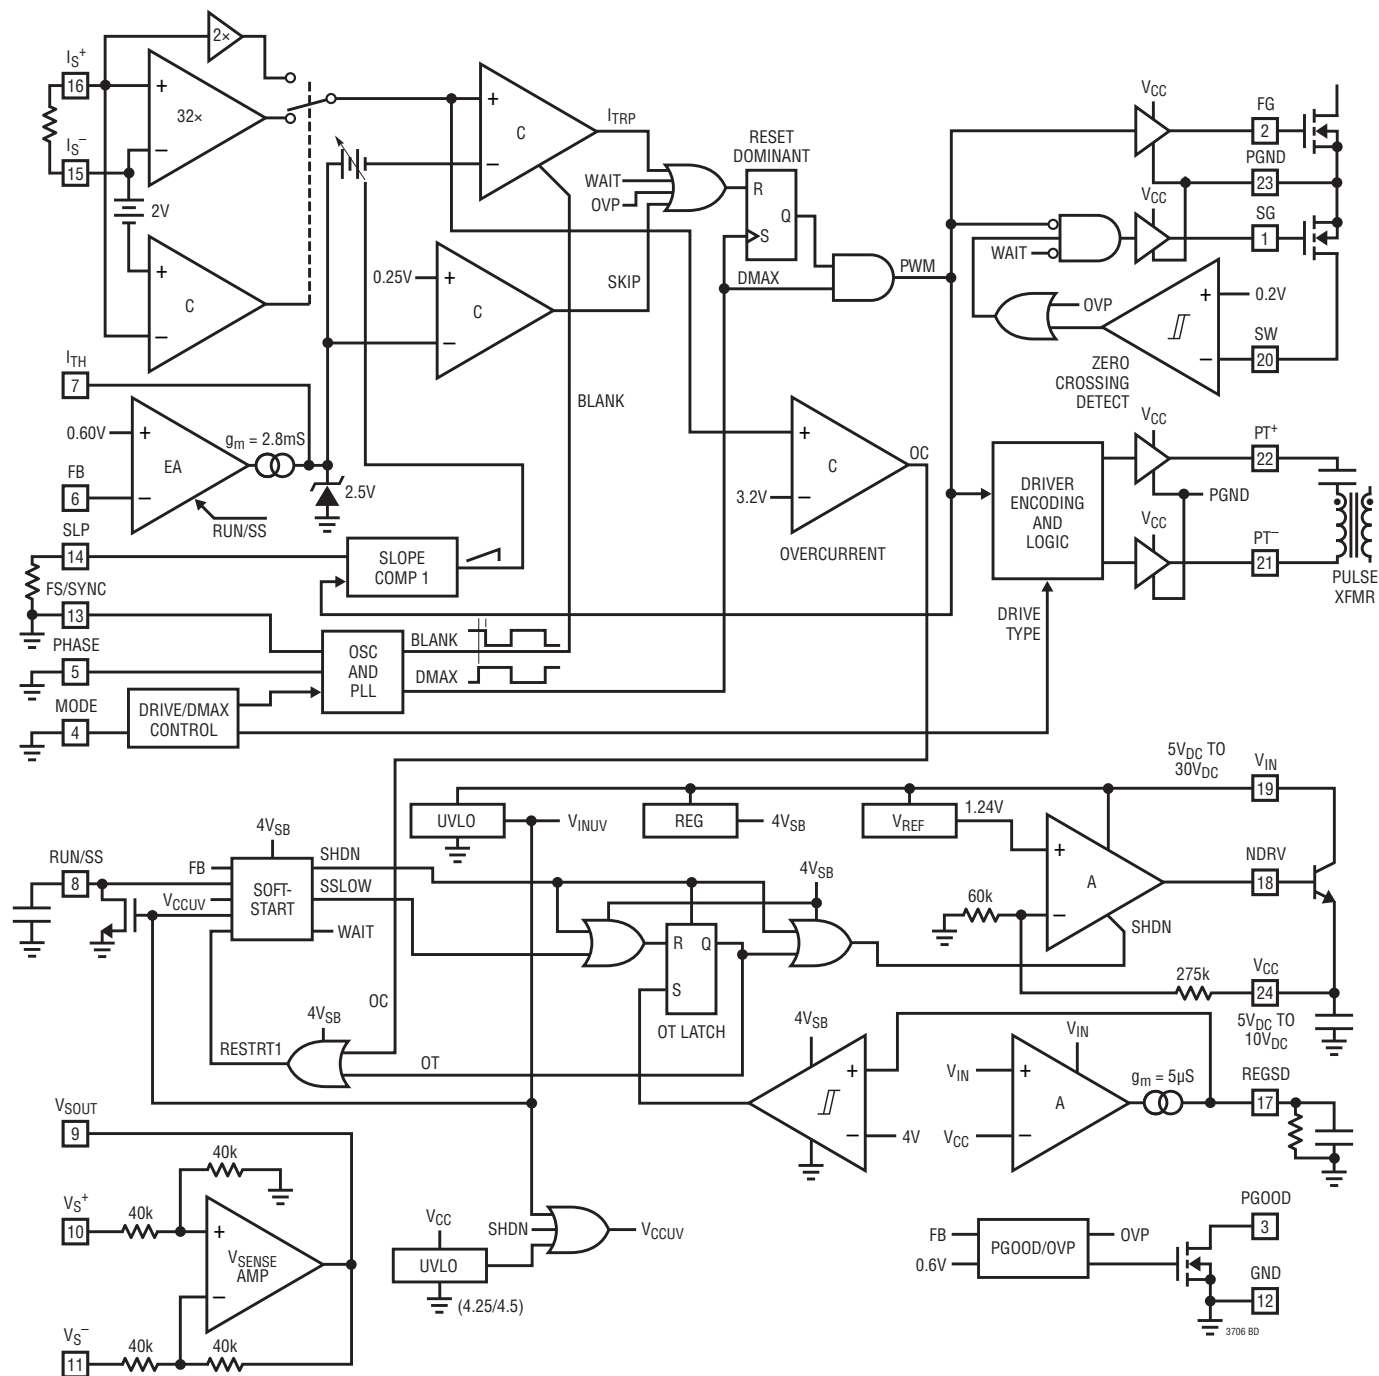 2×
IS+
16
+
32×
–
IS–
15
2V
+
C
–
+
C
–
ITRP
RESET
DOMINANT
WAIT
OVP
R
Q
S
0.25V
+
C
–
SKIP
DMAX
PWM
BLANK
VCC
FG
2
PGND
23
VCC
SG
1
WAIT
OVP
+
0.2V
–
SW
20
ZERO
CROSSING
DETECT
ITH
7
0.60V
+
EA
–
gm = 2.8mS
FB
6
2.5V
RUN/SS
+
C
–
3.2V
OC
OVERCURRENT
DRIVER
ENCODING
AND
LOGIC
VCC
PT+
22
PGND
VCC
PT–
21
PULSE
XFMR
DRIVE
TYPE
SLP
14
SLOPE
COMP 1
FS/SYNC
13
PHASE
5
OSC
AND
PLL
BLANK
DMAX
MODE
4
DRIVE/DMAX
CONTROL
5VDC TO
30VDC
VIN
19
UVLO
VINUV
REG
4VSB
VREF
1.24V
+
A
–
NDRV
18
60k
SHDN
275k
VCC
24
5VDC TO
10VDC
RUN/SS
8
4VSB
FB
VCCUV
SOFT-
START
SHDN
SSLOW
WAIT
4VSB
R
Q
S
OT LATCH
OC
4VSB
RESTRT1
OT
4VSB
+
–
4V
VIN
VIN
+
A
VCC
–
gm = 5µS
REGSD
17
VSOUT
9
40k
VS+
10
40k
+
VSENSE
AMP
–
VS–
11
40k
40k
VCC
UVLO
(4.25/4.5)
SHDN
VCCUV
FB
0.6V
PGOOD/OVP
OVP
PGOOD
3
GND
12
3706 BD